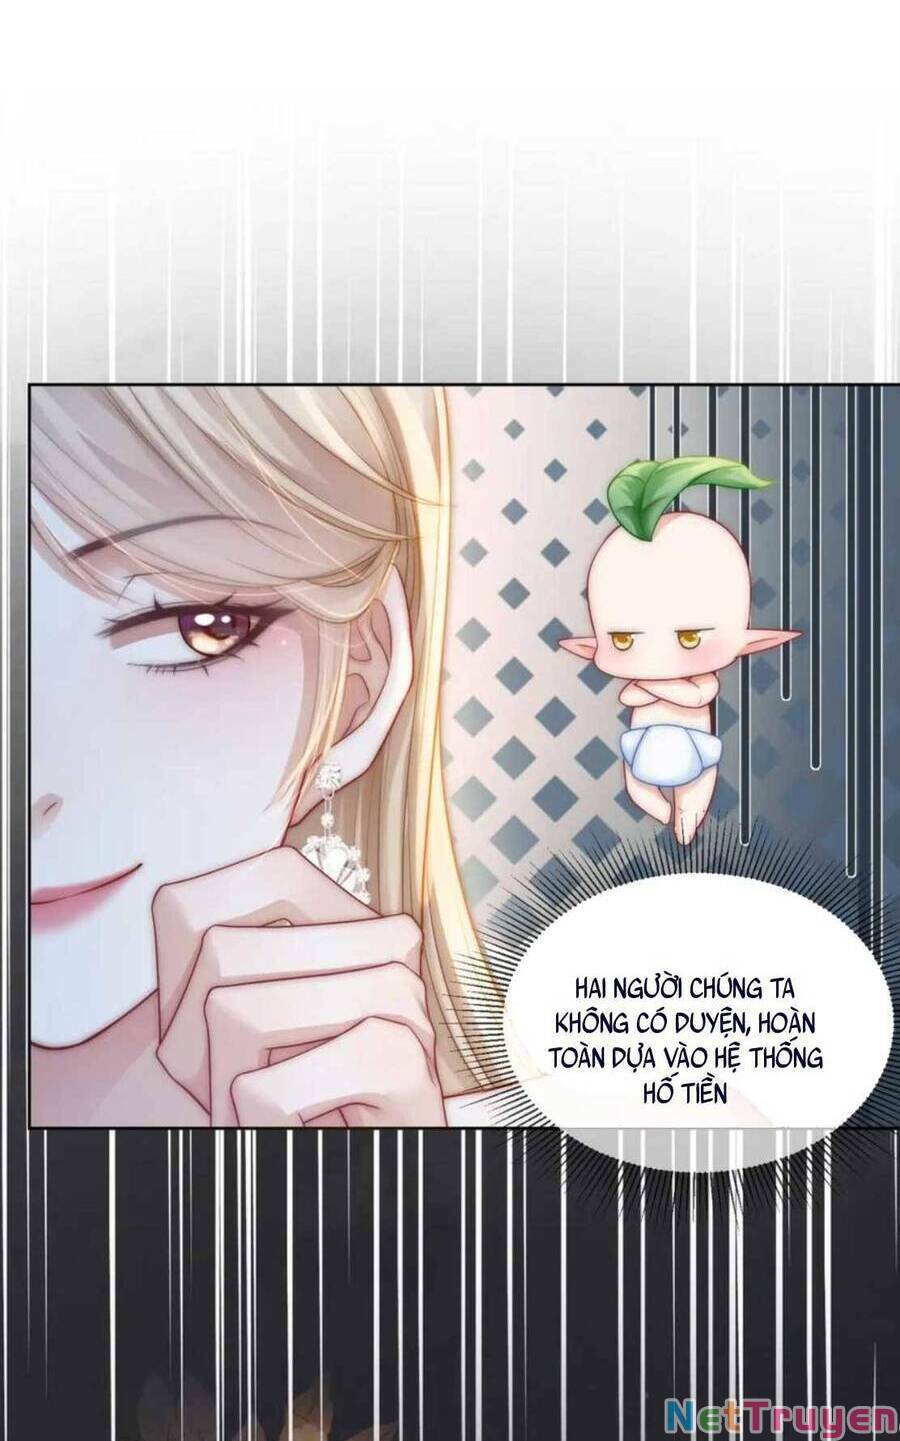 HAI NGƯỜI CHÚNG TA
KHÔNG CÓ DUYÊN, HOÀN
TOÀN DỰA VÀO HỆ THỐNG
HỐ TIỀN
NetTruyen